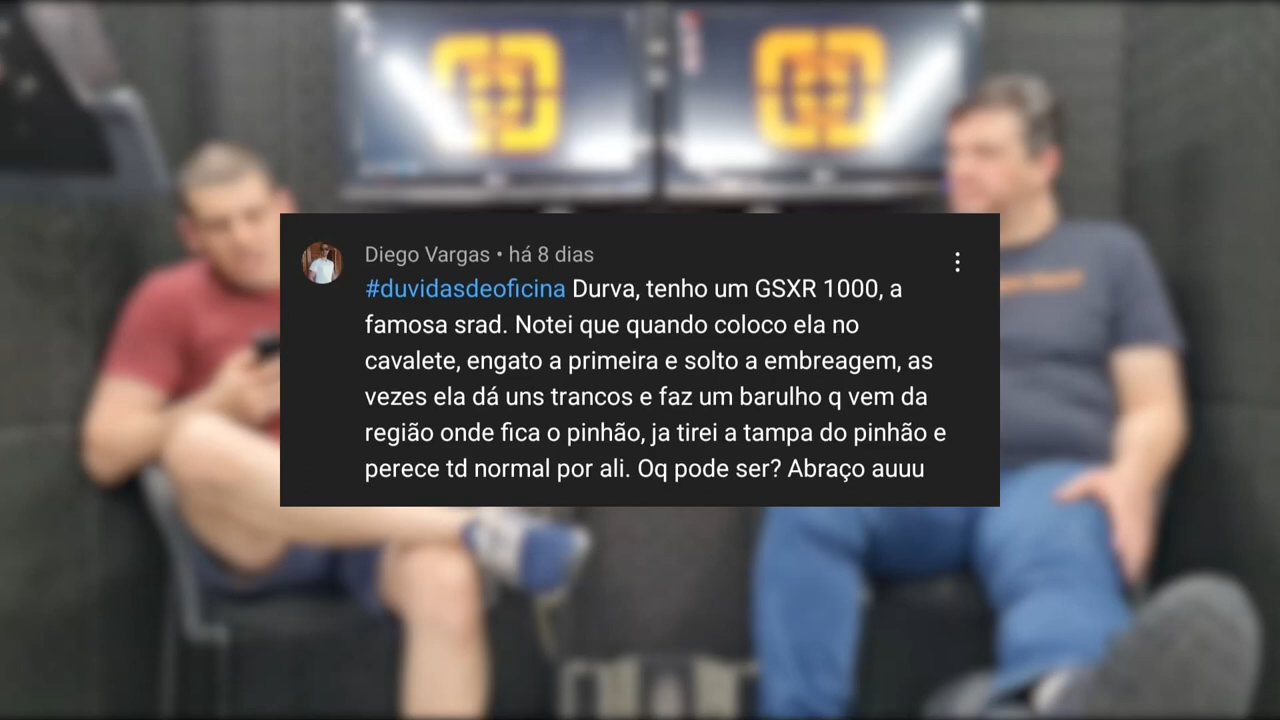 Diego Vargas • há 8 dias
#duvidasdeoficina Durva, tenho um GSXR 1000, a
famosa srad. Notei que quando coloco ela no
cavalete, engato a primeira e solto a embreagem, as
vezes ela dá uns trancos e faz um barulho q vem da
região onde fica o pinhão, ja tirei a tampa do pinhão e
perece td normal por ali. Oq pode ser? Abraço auuu